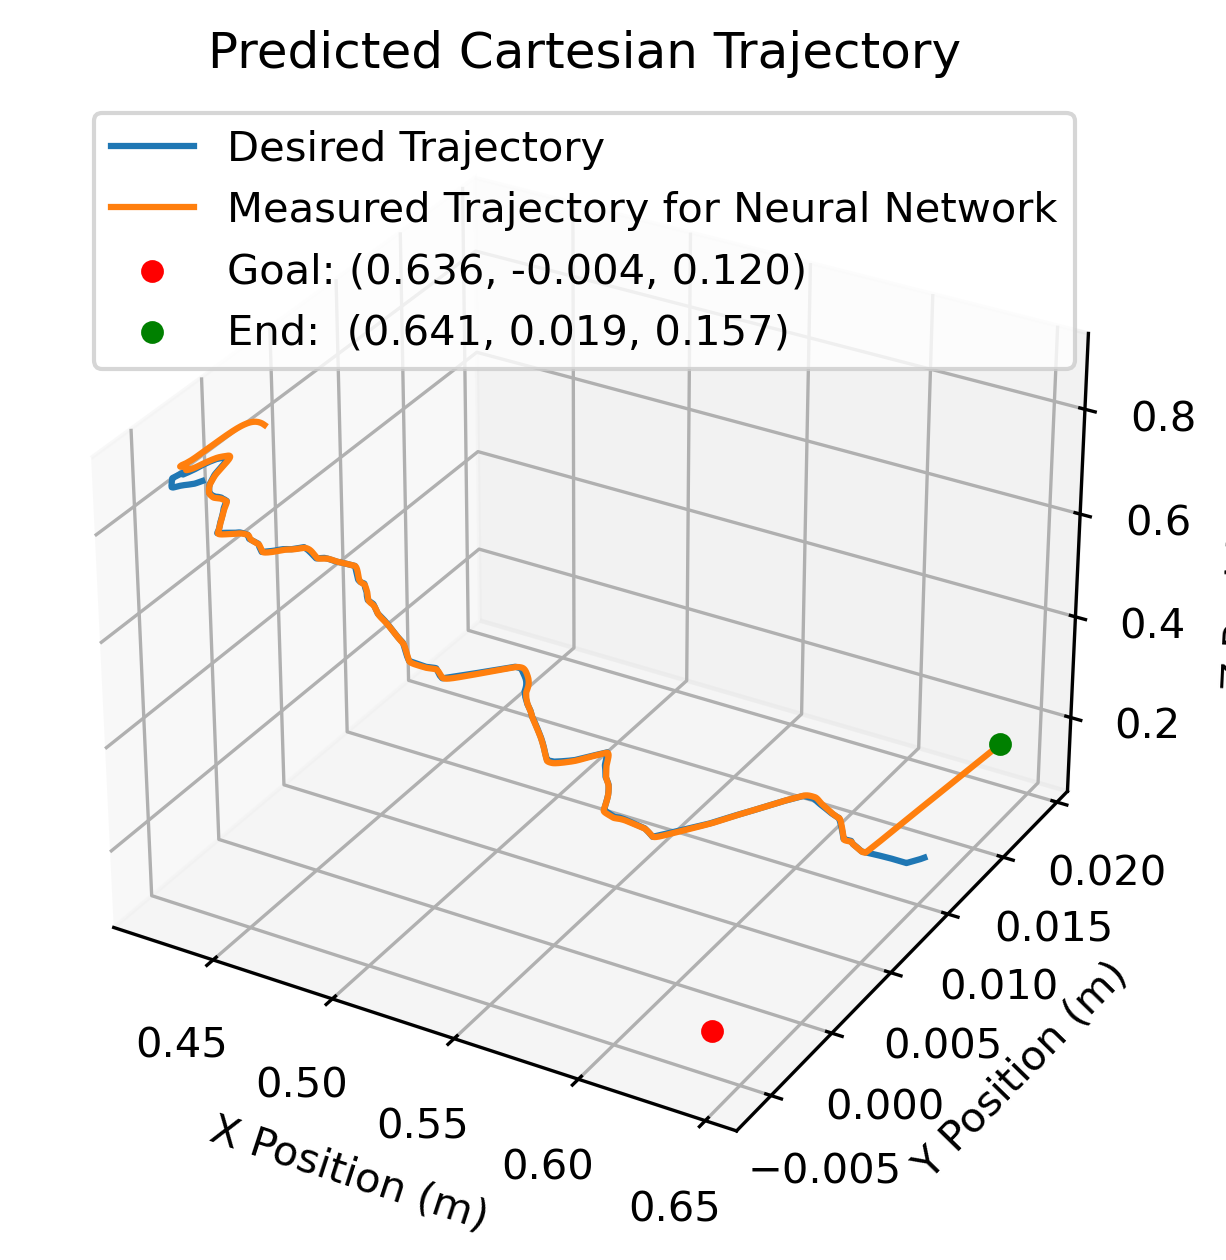 Predicted Cartesian Trajectory
Desired Trajectory
Measured Trajectory for Neural Network
Goal: (0.636, -0.004, 0.120)
End: (0.641, 0.019, 0.157)
0.8
0.6
0.4
0.2
0.020
0.015
0.010
0.005
0.000
−0.005
Y Position (m)
0.45
0.50
0.55
0.60
0.65
X Position (m)